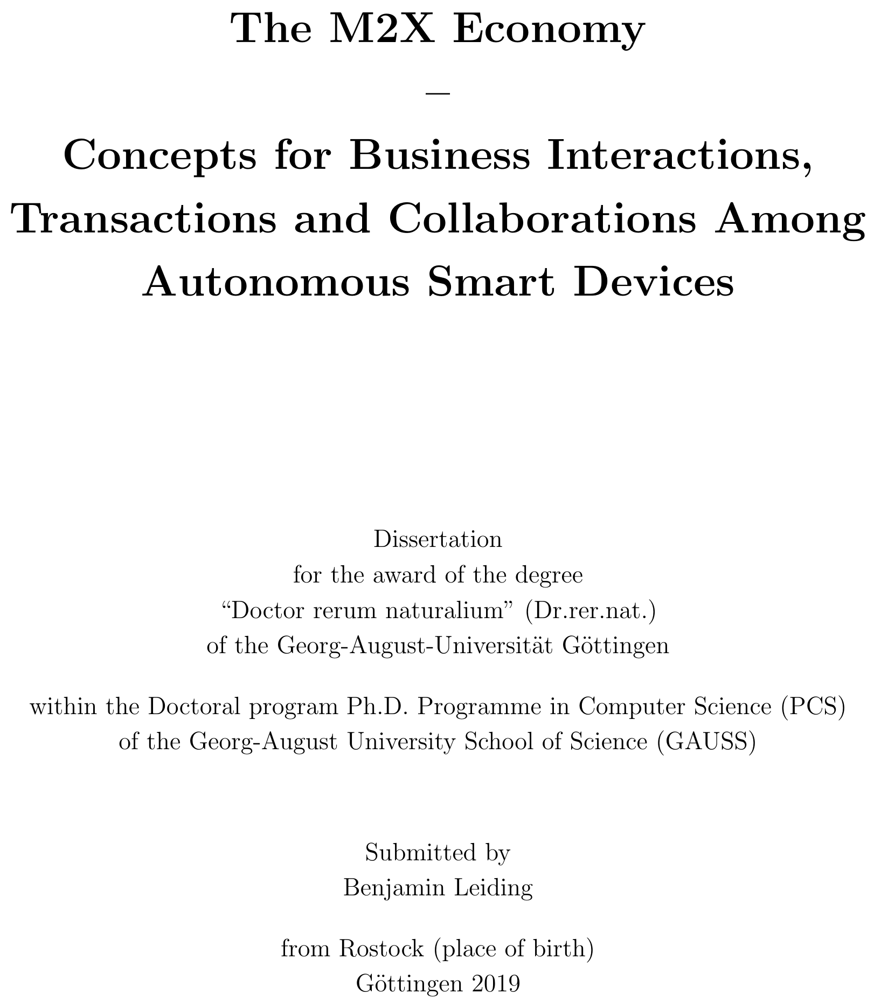 The M2X Economy
–
Concepts for Business Interactions,
Transactions and Collaborations Among
Autonomous Smart Devices
Dissertation
for the award of the degree
“Doctor rerum naturalium” (Dr.rer.nat.)
of the Georg-August-Universität Göttingen
within the Doctoral program Ph.D. Programme in Computer Science (PCS)
of the Georg-August University School of Science (GAUSS)
Submitted by
Benjamin Leiding
from Rostock (place of birth)
Göttingen 2019